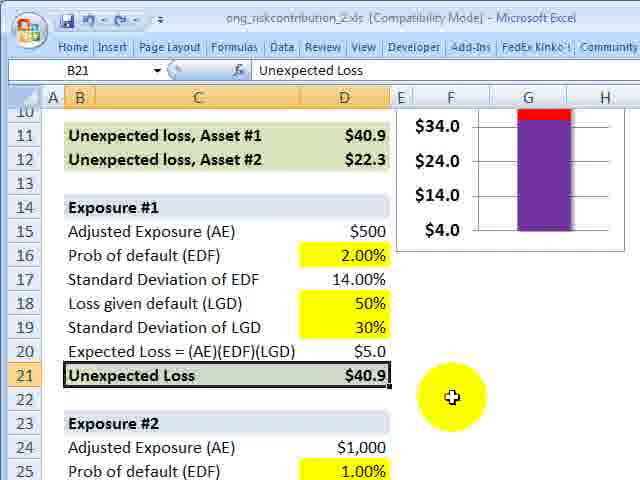 ong_riskcontribution_2.xls [Compatibility Mode] - Microsoft Excel
Home Insert Page Layout Formulas Data Review View Developer Add-Ins FedEx Kinko's Community
B21 fx Unexpected Loss
A B C D E F G H
10
11 Unexpected loss, Asset #1 $40.9
12 Unexpected loss, Asset #2 $22.3
13
14 Exposure #1
15 Adjusted Exposure (AE) $500
16 Prob of default (EDF) 2.00%
17 Standard Deviation of EDF 14.00%
18 Loss given default (LGD) 50%
19 Standard Deviation of LGD 30%
20 Expected Loss = (AE)(EDF)(LGD) $5.0
21 Unexpected Loss $40.9
22
23 Exposure #2
24 Adjusted Exposure (AE) $1,000
25 Prob of default (EDF) 1.00%
$34.0
$24.0
$14.0
$4.0